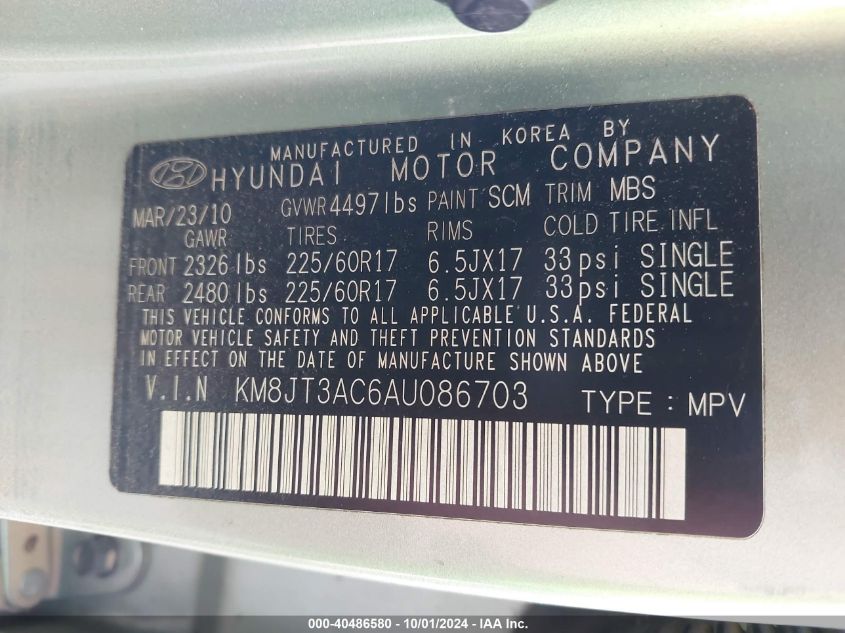 MANUFACTURED IN KOREA BY
HYUNDAI MOTOR COMPANY
MAR/23/10 GVWR 4497lbs PAINT SCM TRIM MBS
GAWR TIRES RIMS COLD TIRE INFL
FRONT 2326lbs 225/60R17 6.5JX17 33psi SINGLE
REAR 2480lbs 225/60R17 6.5JX17 33psi SINGLE
THIS VEHICLE CONFORMS TO ALL APPLICABLE U.S.A. FEDERAL
MOTOR VEHICLE SAFETY AND THEFT PREVENTION STANDARDS
IN EFFECT ON THE DATE OF MANUFACTURE SHOWN ABOVE
V.I.N KM8JT3AC6AU086703 TYPE : MPV
000-40486580 - 10/01/2024 - IAA Inc.